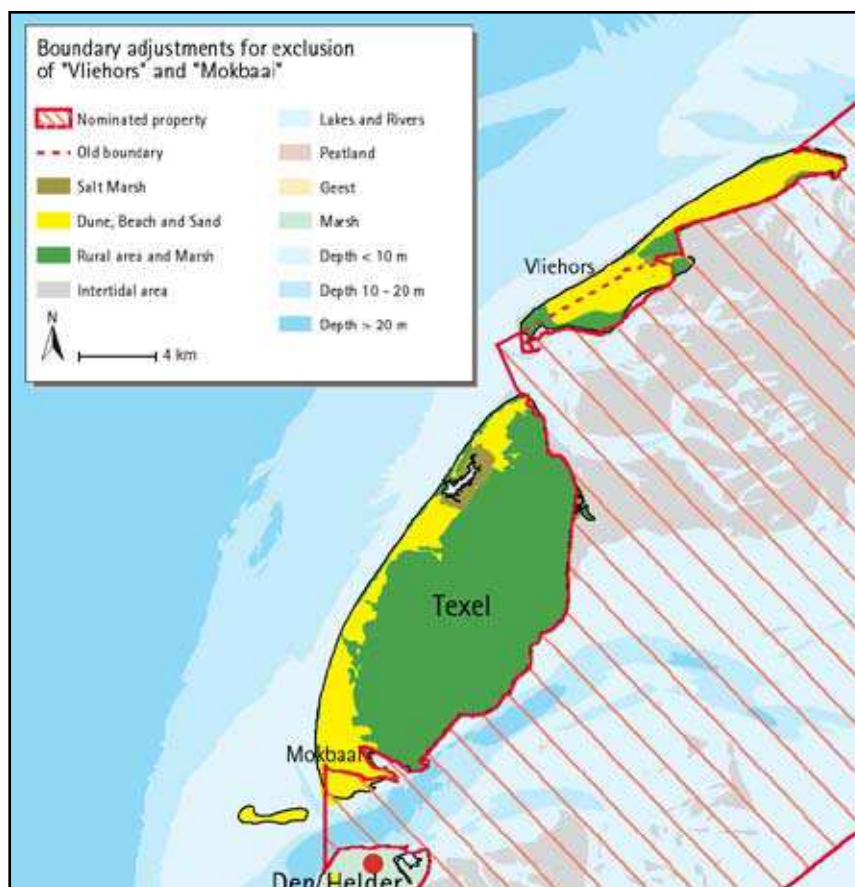 Boundary adjustments for exclusion
of "Vliehors" and "Mokbaai"
Nominated property
Old boundary
Salt Marsh
Dune, Beach and Sand
Rural area and Marsh
Intertidal area
Lakes and Rivers
Peatland
Geest
Marsh
Depth < 10 m
Depth 10 - 20 m
Depth > 20 m
N
4 km
Vliehors
Texel
Mokbaai
Den Helder